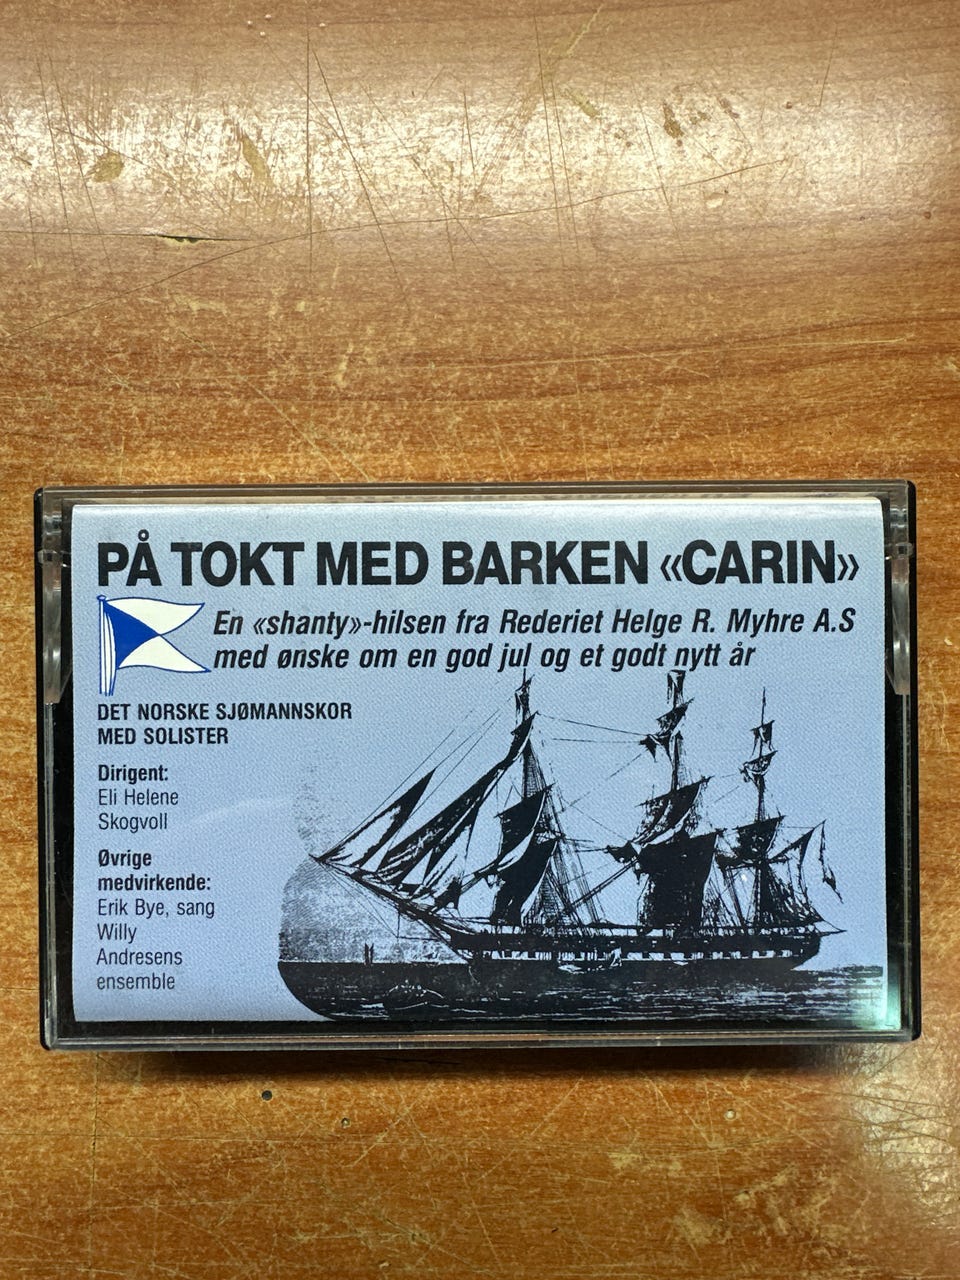 PÅ TOKT MED BARKEN «CARIN»
En «shanty»-hilsen fra Rederiet Helge R. Myhre A.S
med ønske om en god jul og et godt nytt år
DET NORSKE SJØMANNSKOR
MED SOLISTER
Dirigent:
Eli Helene
Skogvoll
Øvrige
medvirkende:
Erik Bye, sang
Willy
Andresens
ensemble